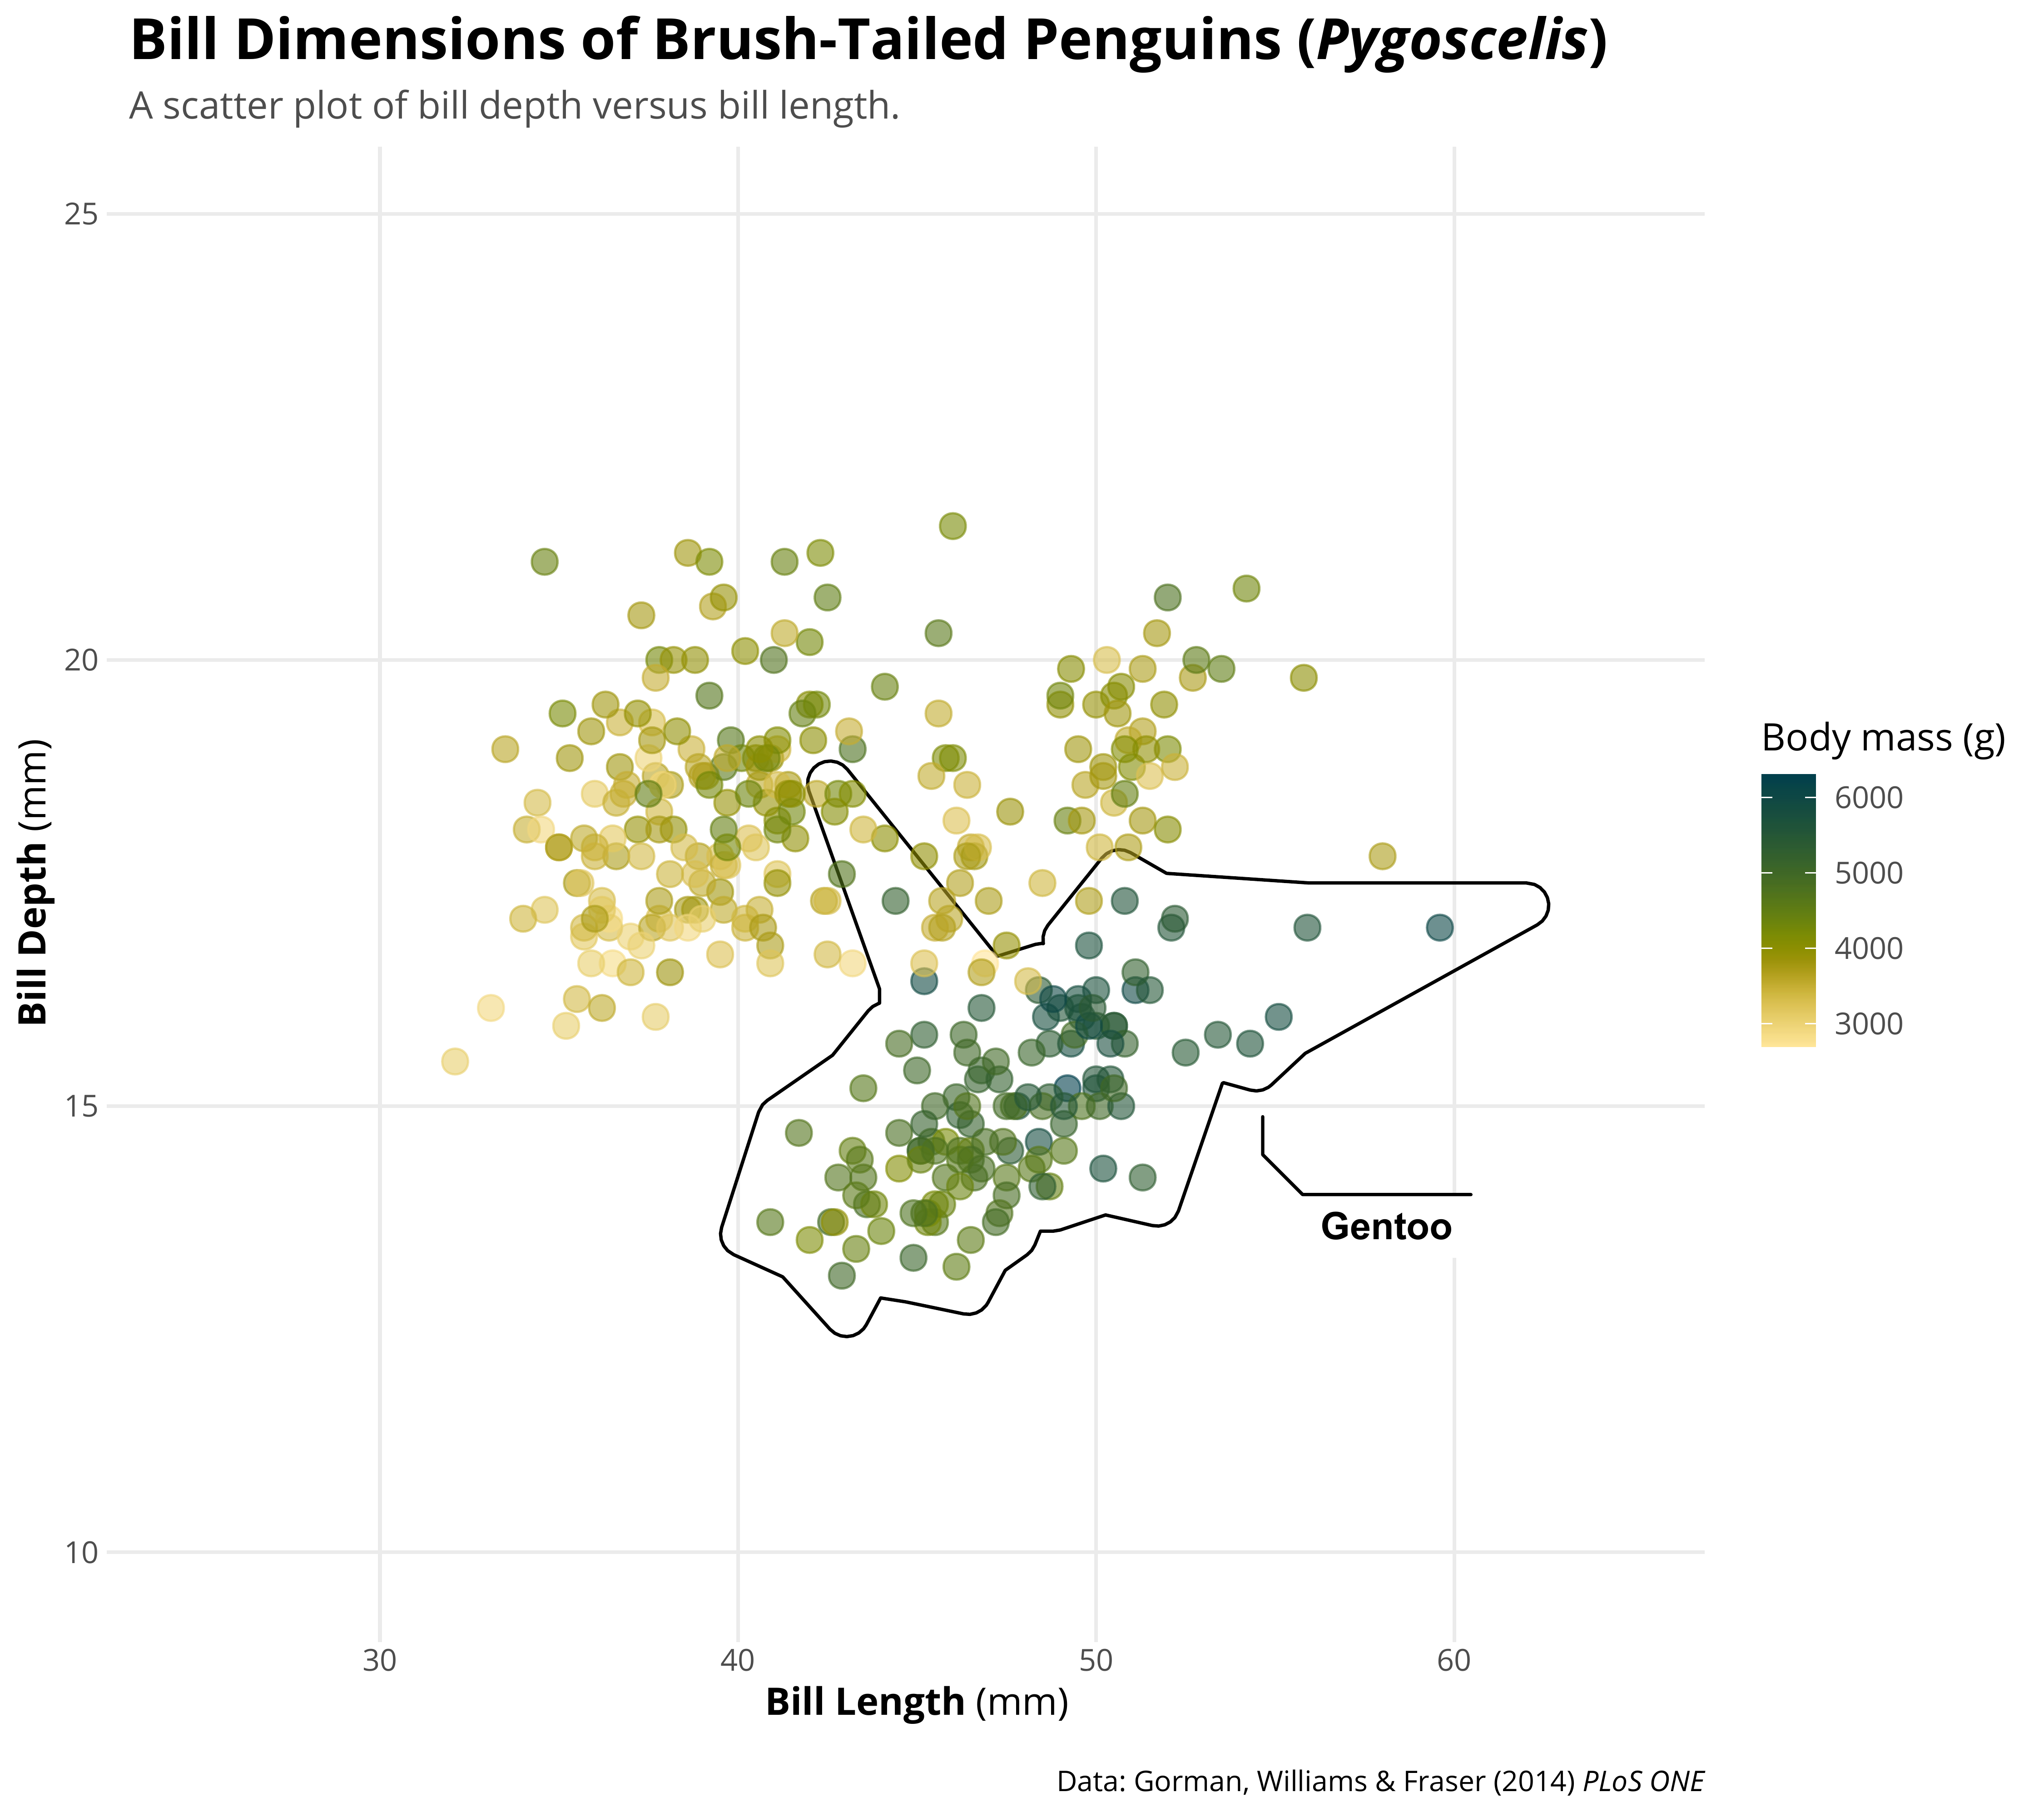 Bill Dimensions of Brush-Tailed Penguins (Pygoscelis)
A scatter plot of bill depth versus bill length.
25
20
15
10
Bill Depth (mm)
Gentoo
Body mass (g)
6000
5000
4000
3000
30 40 50 60
Bill Length (mm)
Data: Gorman, Williams & Fraser (2014) PLoS ONE